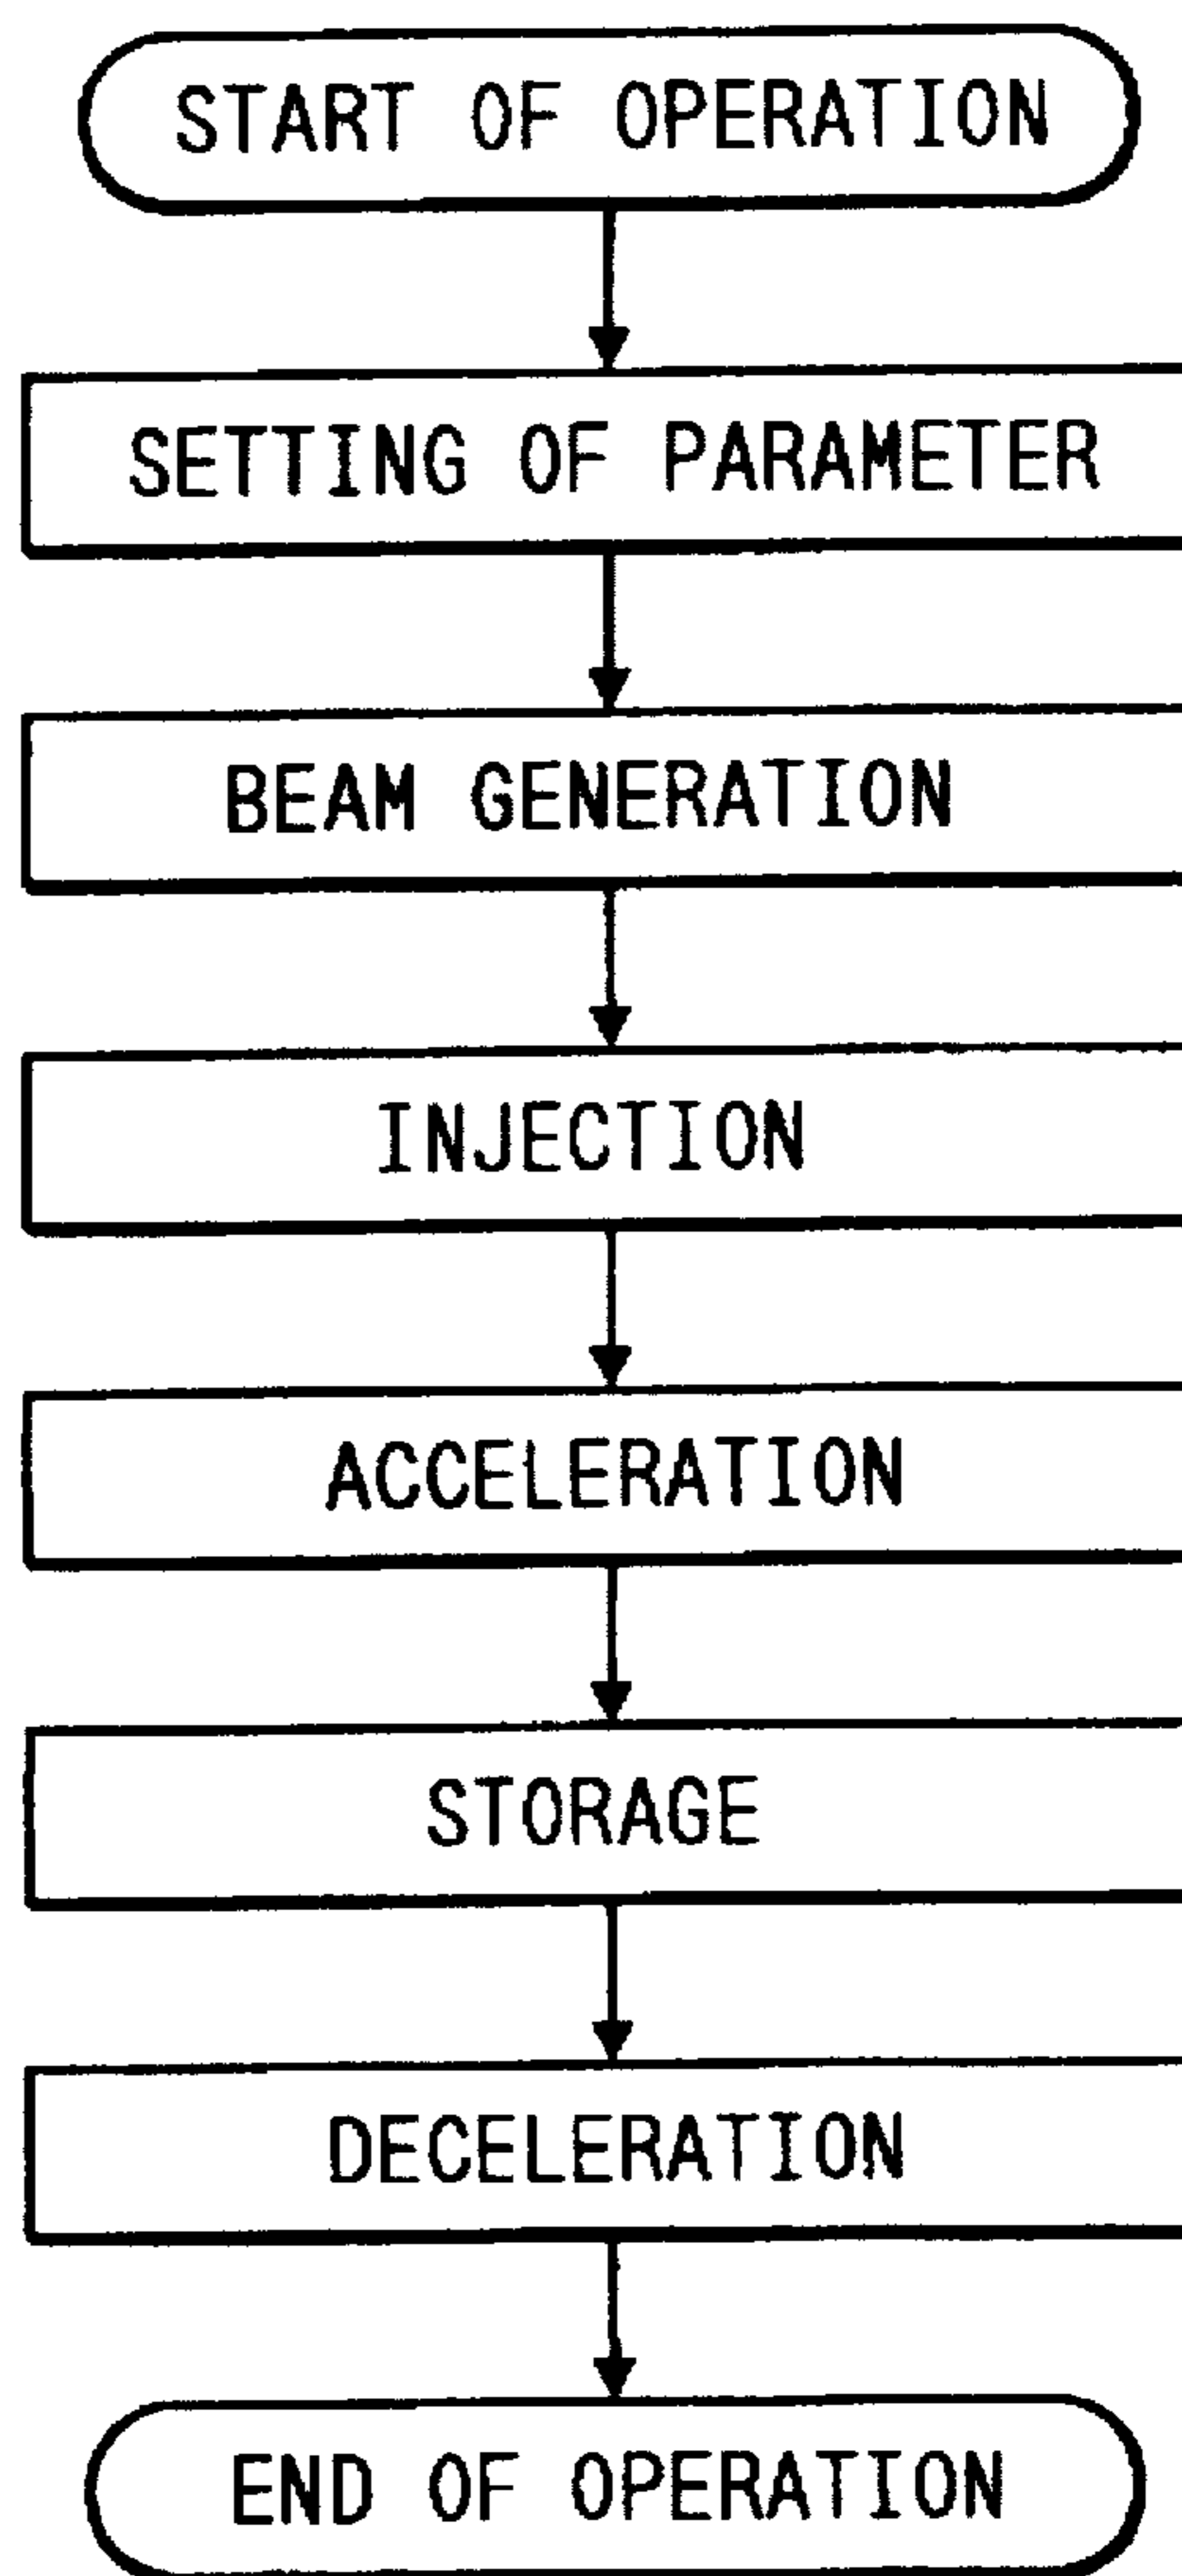 START OF OPERATION
SETTING OF PARAMETER
BEAM GENERATION
INJECTION
ACCELERATION
STORAGE
DECELERATION
END OF OPERATION